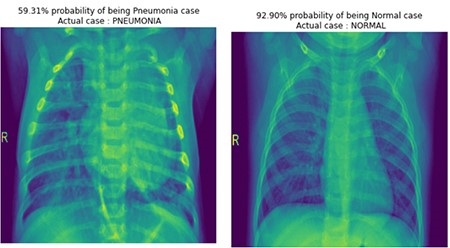 59.31% probability of being Pneumonia case
Actual case : PNEUMONIA
R
92.90% probability of being Normal case
Actual case : NORMAL
R